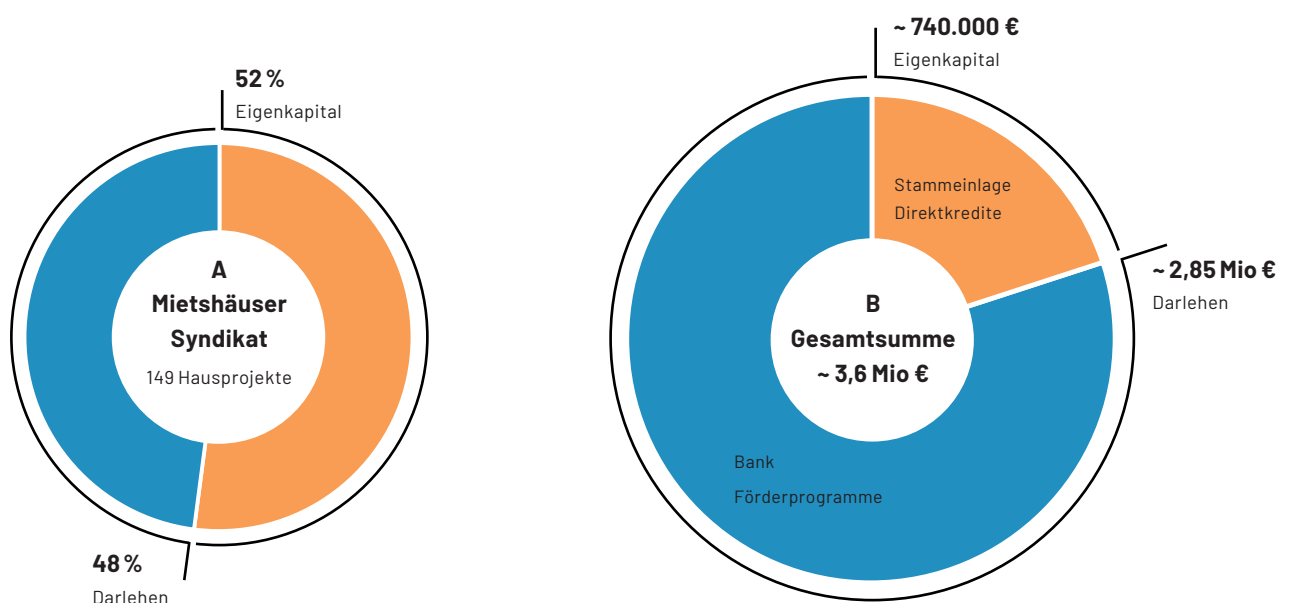 52 %
Eigenkapital
A
Mietshäuser
Syndikat
149 Hausprojekte
48 %
Darlehen
~ 740.000 €
Eigenkapital
Stammeinlage
Direktkredite
~ 2,85 Mio €
Darlehen
B
Gesamtsumme
~ 3,6 Mio €
Bank
Förderprogramme